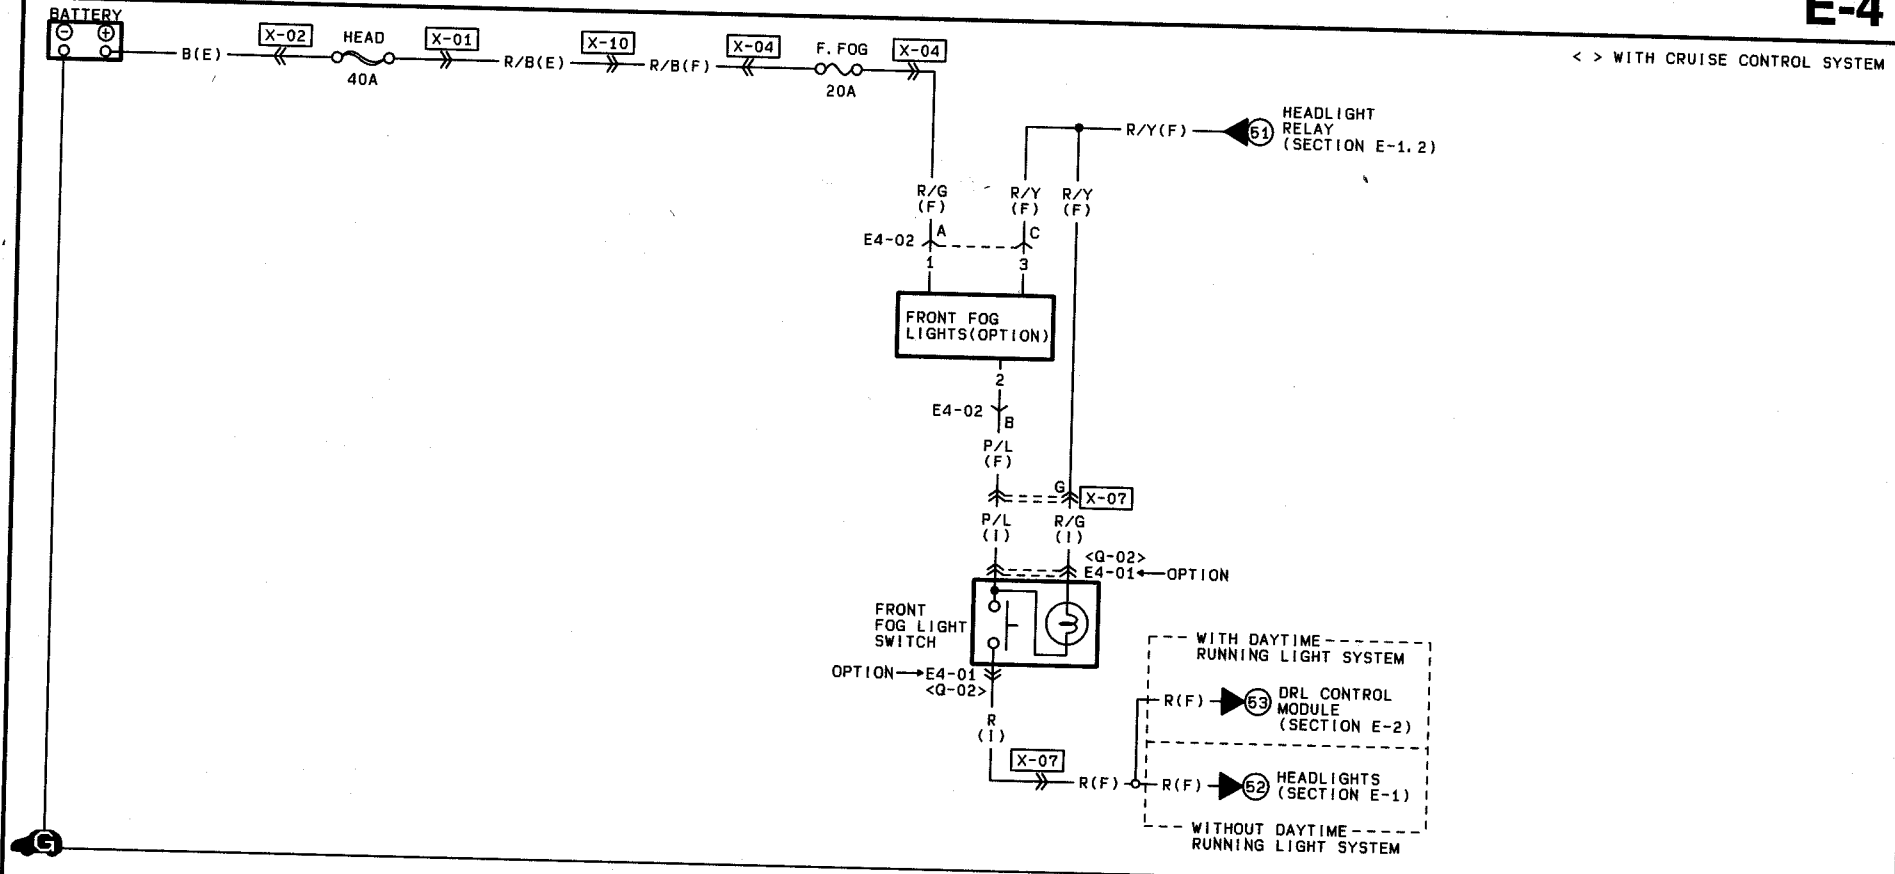 E-4
< > WITH CRUISE CONTROL SYSTEM
BATTERY
B(E)
X-02
HEAD
40A
X-01
R/B(E)
X-10
R/B(F)
X-04
F.FOG
20A
X-04
R/Y(F)
51
HEADLIGHT
RELAY
(SECTION E-1.2)
R/G
(F)
R/Y
(F)
R/Y
(F)
E4-02
A
C
1
3
FRONT FOG
LIGHTS(OPTION)
2
E4-02
B
P/L
(F)
G
X-07
P/L
(I)
R/G
(I)
<Q-02>
E4-01
OPTION
FRONT
FOG LIGHT
SWITCH
OPTION
E4-01
<Q-02>
R
(I)
X-07
R(F)
WITH DAYTIME
RUNNING LIGHT SYSTEM
R(F)
53
DRL CONTROL
MODULE
(SECTION E-2)
R(F)
52
HEADLIGHTS
(SECTION E-1)
WITHOUT DAYTIME
RUNNING LIGHT SYSTEM
G